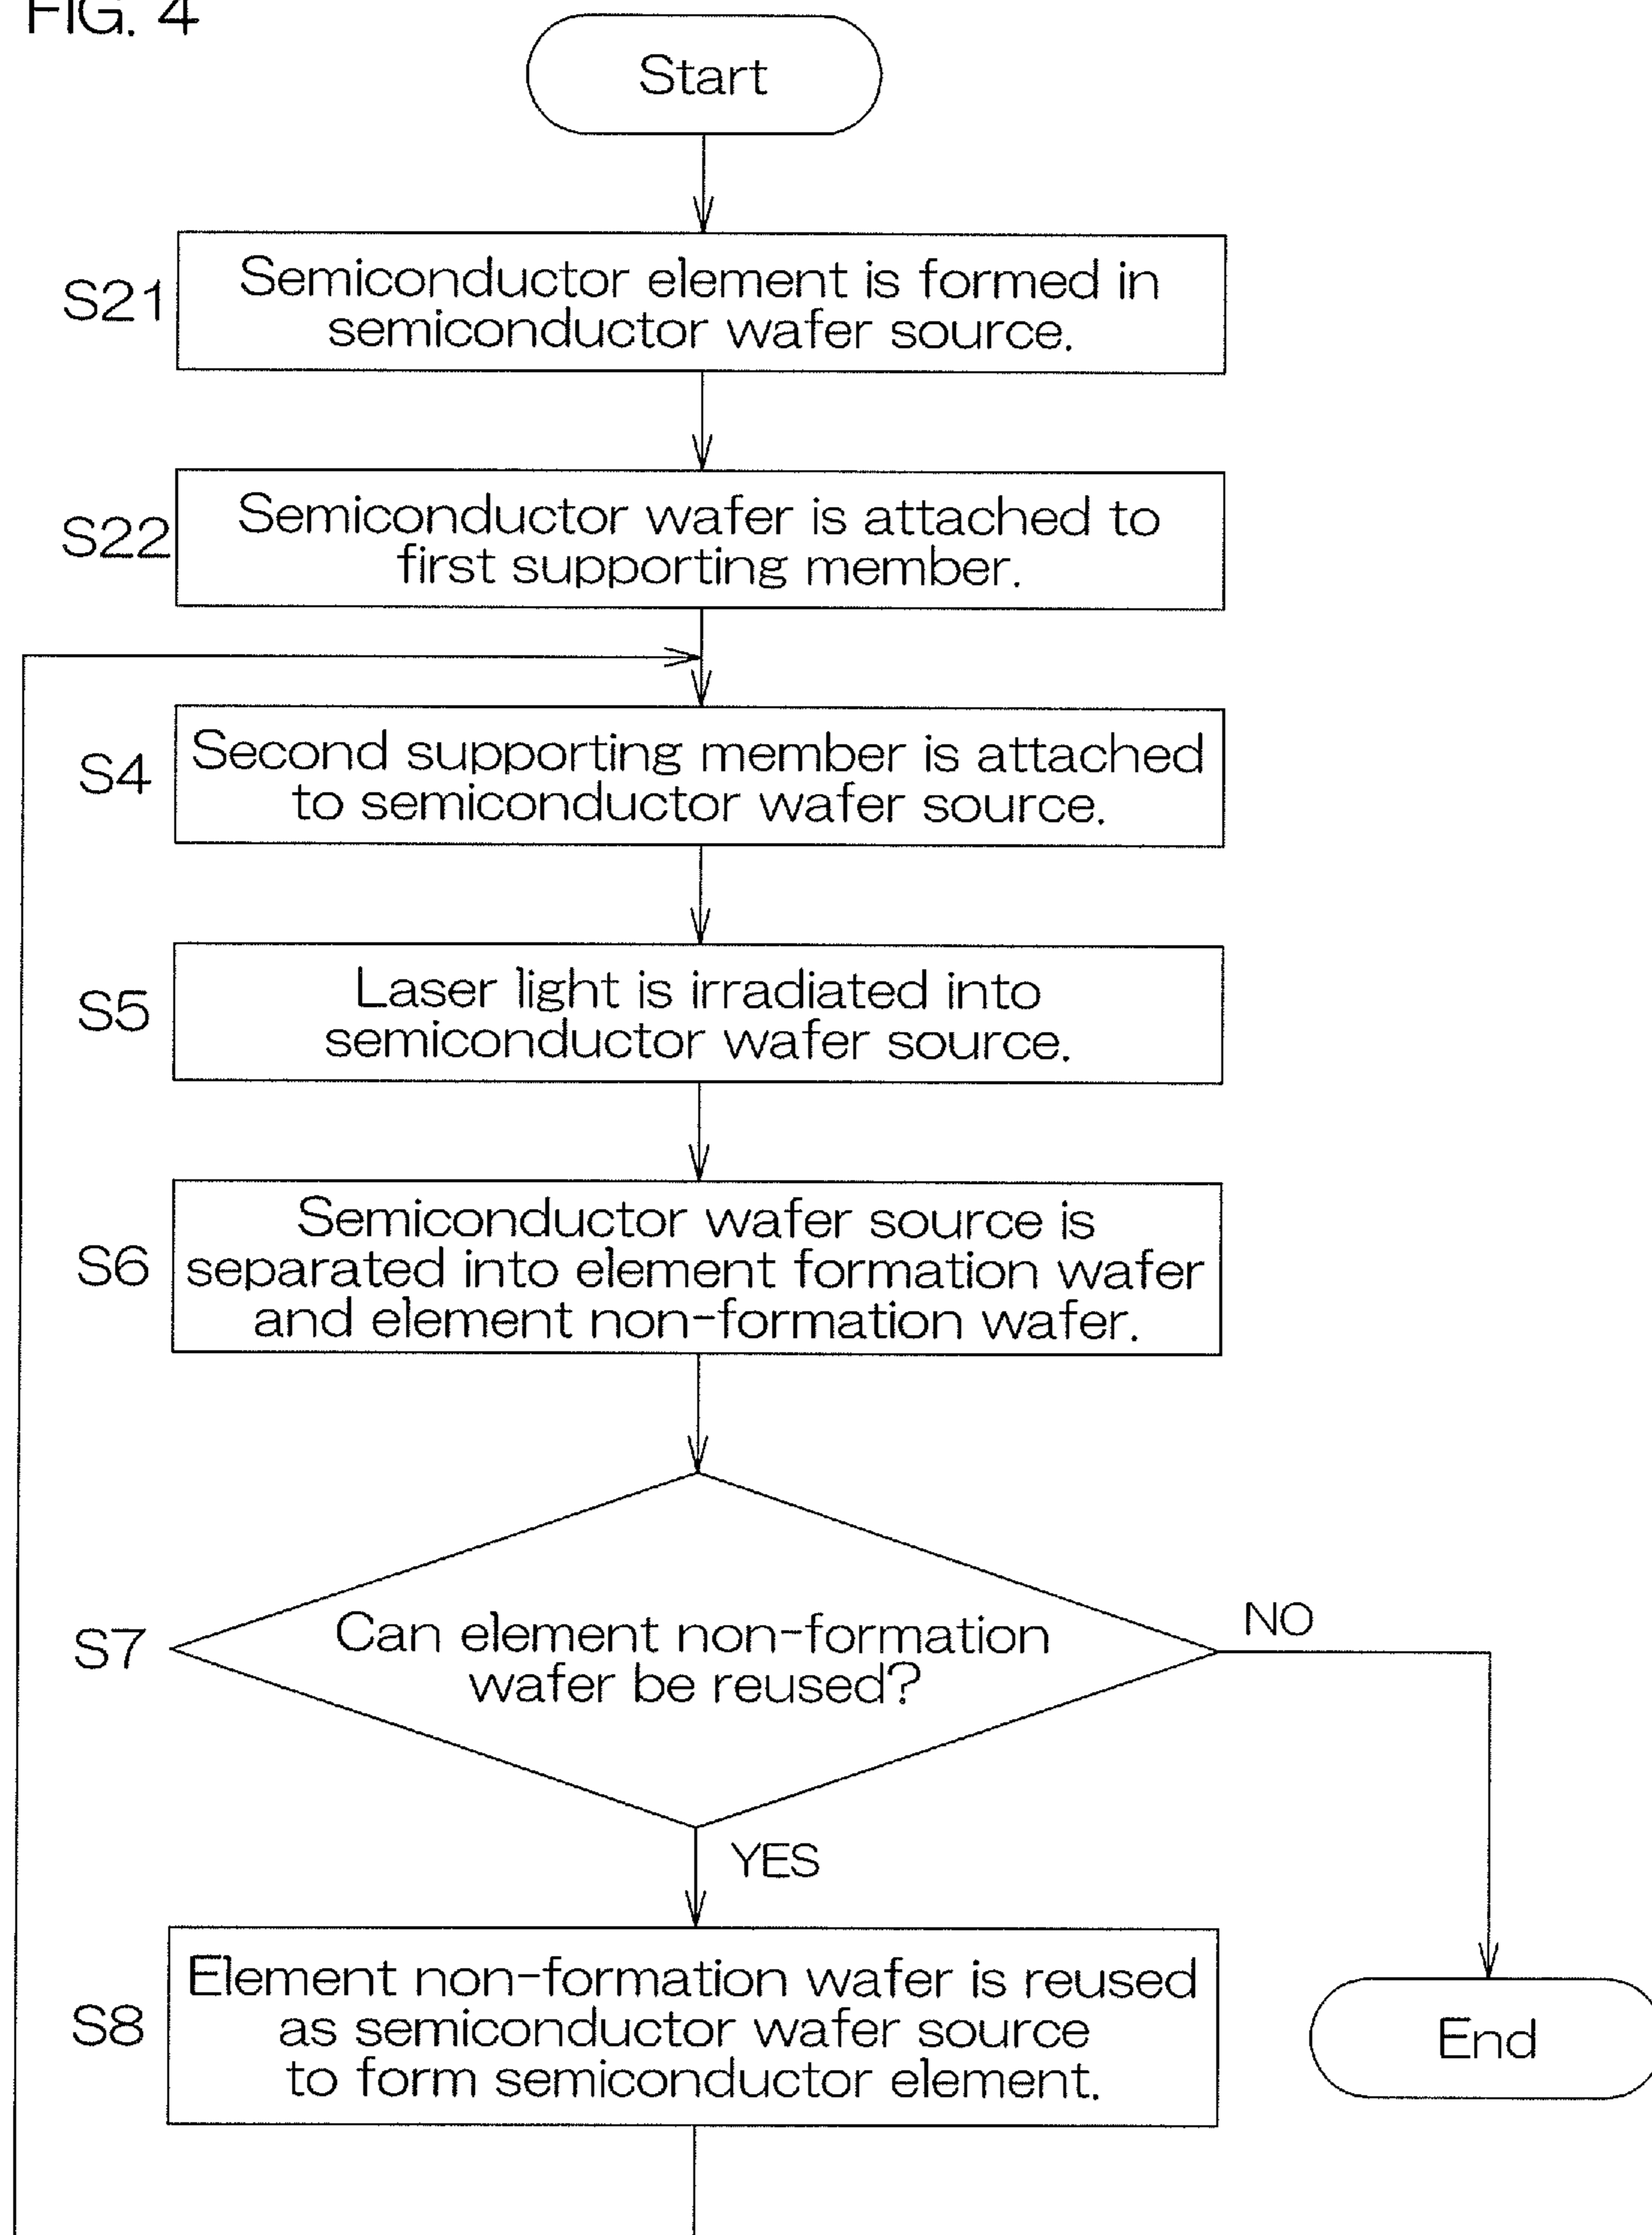 FIG. 4
Start
S21
Semiconductor element is formed in
semiconductor wafer source.
S22
Semiconductor wafer is attached to
first supporting member.
S4
Second supporting member is attached
to semiconductor wafer source.
S5
Laser light is irradiated into
semiconductor wafer source.
S6
Semiconductor wafer source is
separated into element formation wafer
and element non-formation wafer.
S7
Can element non-formation
wafer be reused?
NO
YES
S8
Element non-formation wafer is reused
as semiconductor wafer source
to form semiconductor element.
End